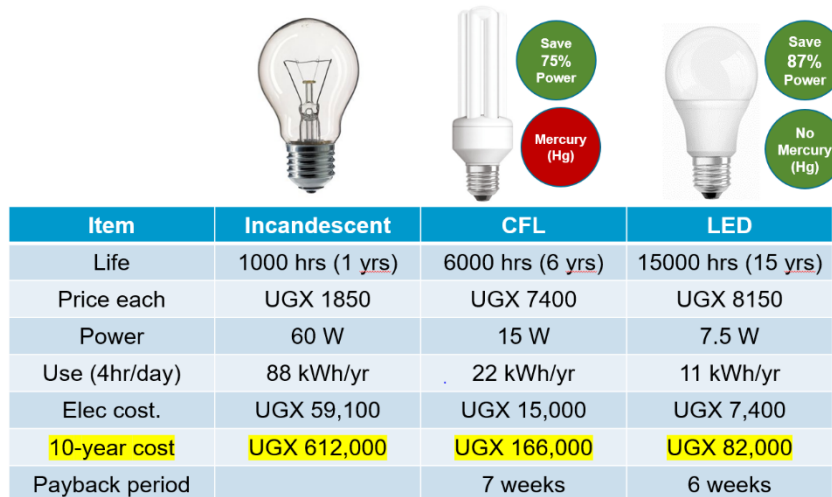 Save
75%
Power
Mercury
(Hg)
Save
87%
Power
No
Mercury
(Hg)
Item Incandescent CFL LED
Life 1000 hrs (1 yrs) 6000 hrs (6 yrs) 15000 hrs (15 yrs)
Price each UGX 1850 UGX 7400 UGX 8150
Power 60 W 15 W 7.5 W
Use (4hr/day) 88 kWh/yr 22 kWh/yr 11 kWh/yr
Elec cost. UGX 59,100 UGX 15,000 UGX 7,400
10-year cost UGX 612,000 UGX 166,000 UGX 82,000
Payback period 7 weeks 6 weeks